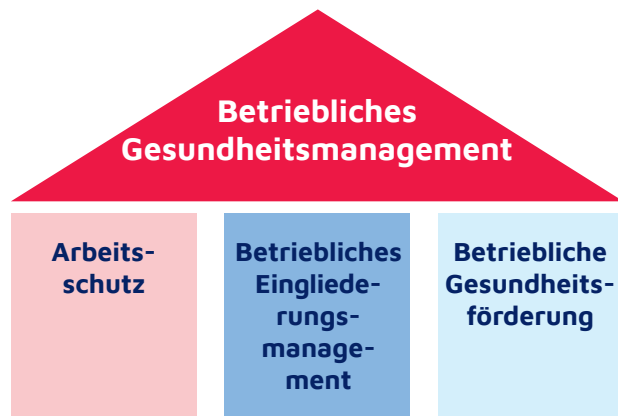 Betriebliches
Gesundheitsmanagement
Arbeits-
schutz
Betriebliches
Eingliede-
rungs-
manage-
ment
Betriebliche
Gesundheits-
förderung